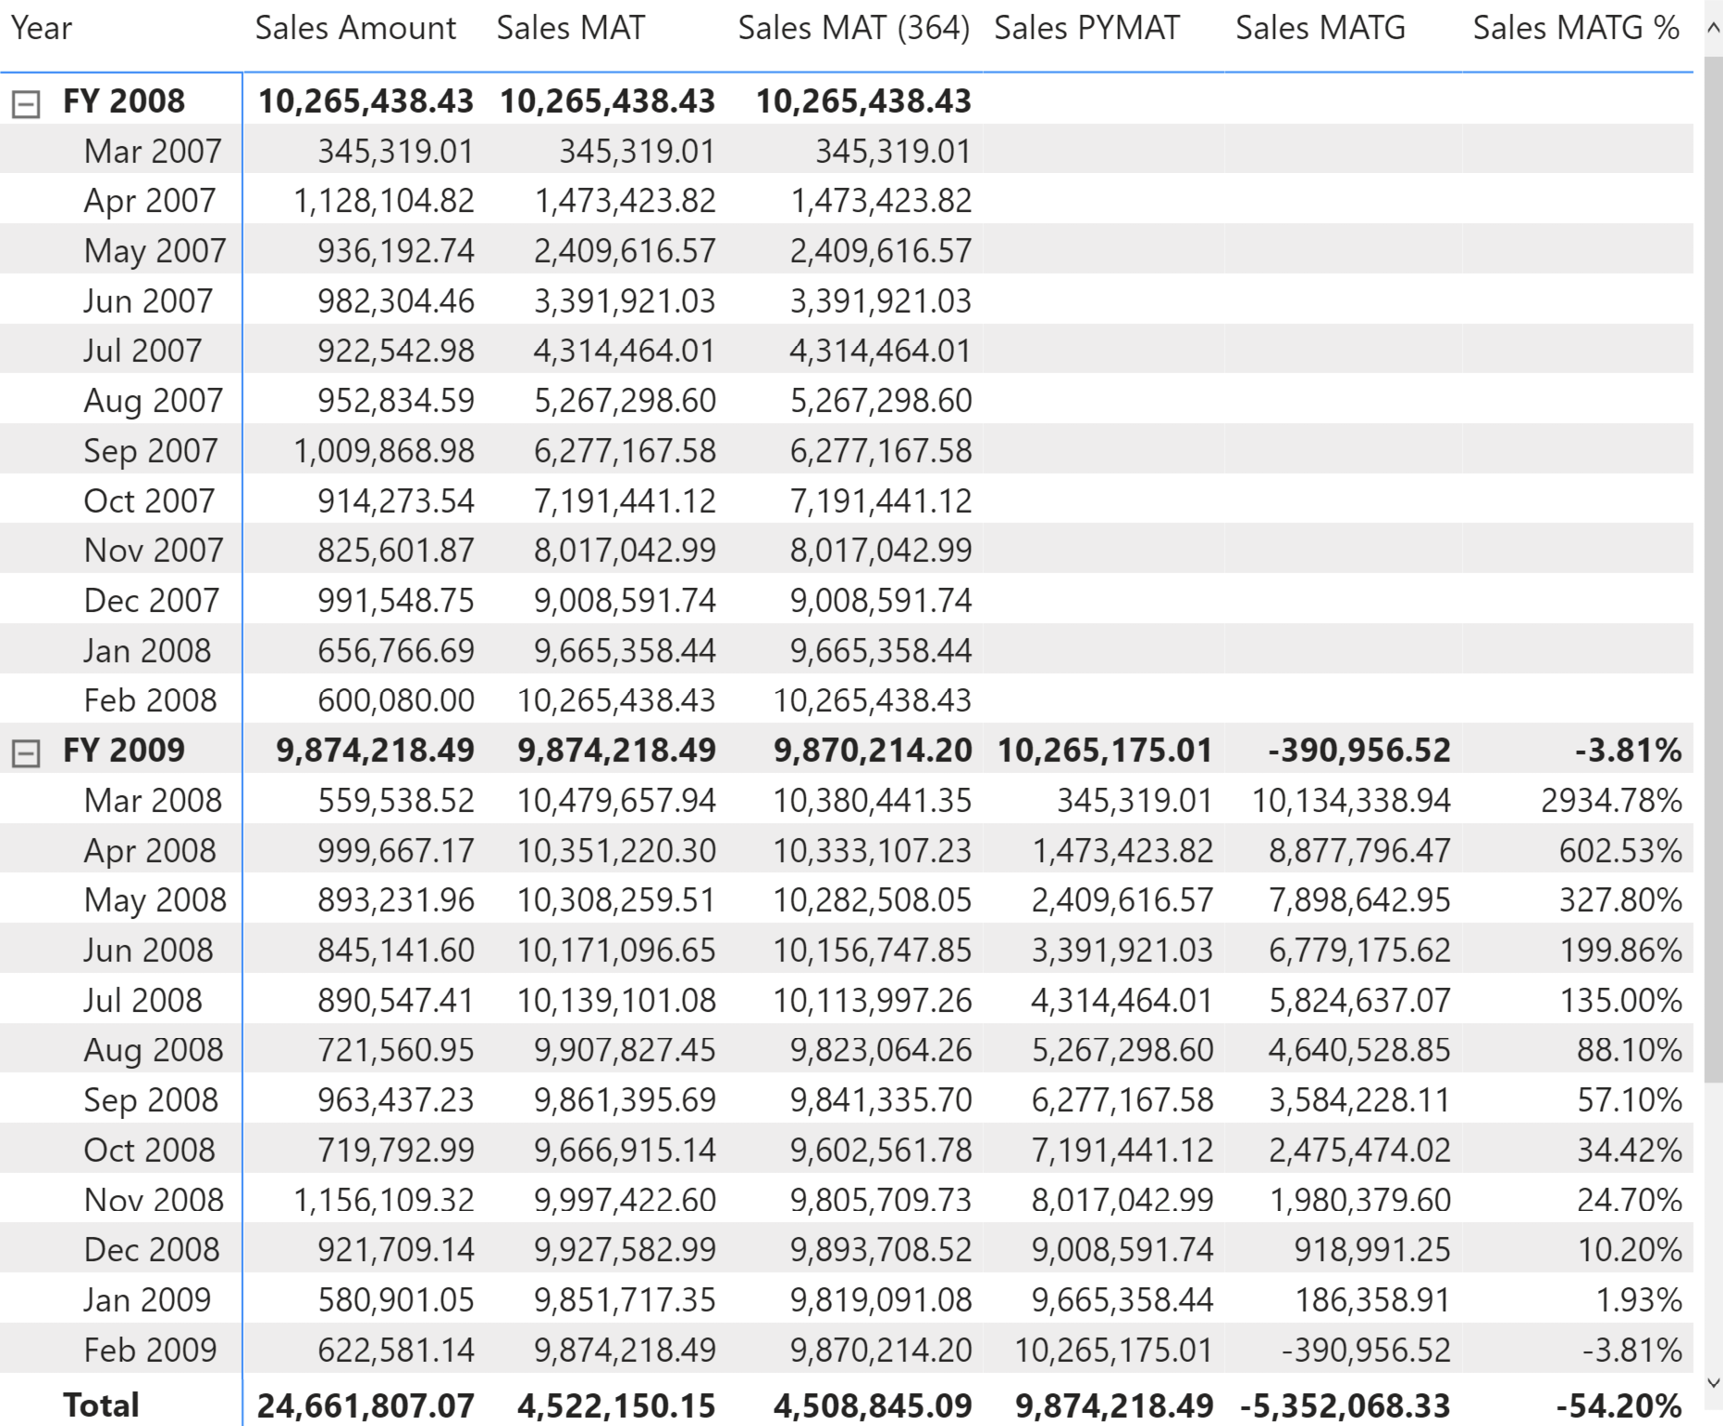 Year Sales Amount Sales MAT Sales MAT (364) Sales PYMAT Sales MATG Sales MATG %
FY 2008 10,265,438.43 10,265,438.43 10,265,438.43
Mar 2007 345,319.01 345,319.01 345,319.01
Apr 2007 1,128,104.82 1,473,423.82 1,473,423.82
May 2007 936,192.74 2,409,616.57 2,409,616.57
Jun 2007 982,304.46 3,391,921.03 3,391,921.03
Jul 2007 922,542.98 4,314,464.01 4,314,464.01
Aug 2007 952,834.59 5,267,298.60 5,267,298.60
Sep 2007 1,009,868.98 6,277,167.58 6,277,167.58
Oct 2007 914,273.54 7,191,441.12 7,191,441.12
Nov 2007 825,601.87 8,017,042.99 8,017,042.99
Dec 2007 991,548.75 9,008,591.74 9,008,591.74
Jan 2008 656,766.69 9,665,358.44 9,665,358.44
Feb 2008 600,080.00 10,265,438.43 10,265,438.43
FY 2009 9,874,218.49 9,874,218.49 9,870,214.20 10,265,175.01 -390,956.52 -3.81%
Mar 2008 559,538.52 10,479,657.94 10,380,441.35 345,319.01 10,134,338.94 2934.78%
Apr 2008 999,667.17 10,351,220.30 10,333,107.23 1,473,423.82 8,877,796.47 602.53%
May 2008 893,231.96 10,308,259.51 10,282,508.05 2,409,616.57 7,898,642.95 327.80%
Jun 2008 845,141.60 10,171,096.65 10,156,747.85 3,391,921.03 6,779,175.62 199.86%
Jul 2008 890,547.41 10,139,101.08 10,113,997.26 4,314,464.01 5,824,637.07 135.00%
Aug 2008 721,560.95 9,907,827.45 9,823,064.26 5,267,298.60 4,640,528.85 88.10%
Sep 2008 963,437.23 9,861,395.69 9,841,335.70 6,277,167.58 3,584,228.11 57.10%
Oct 2008 719,792.99 9,666,915.14 9,602,561.78 7,191,441.12 2,475,474.02 34.42%
Nov 2008 1,156,109.32 9,997,422.60 9,805,709.73 8,017,042.99 1,980,379.60 24.70%
Dec 2008 921,709.14 9,927,582.99 9,893,708.52 9,008,591.74 918,991.25 10.20%
Jan 2009 580,901.05 9,851,717.35 9,819,091.08 9,665,358.44 186,358.91 1.93%
Feb 2009 622,581.14 9,874,218.49 9,870,214.20 10,265,175.01 -390,956.52 -3.81%
Total 24,661,807.07 4,522,150.15 4,508,845.09 9,874,218.49 -5,352,068.33 -54.20%